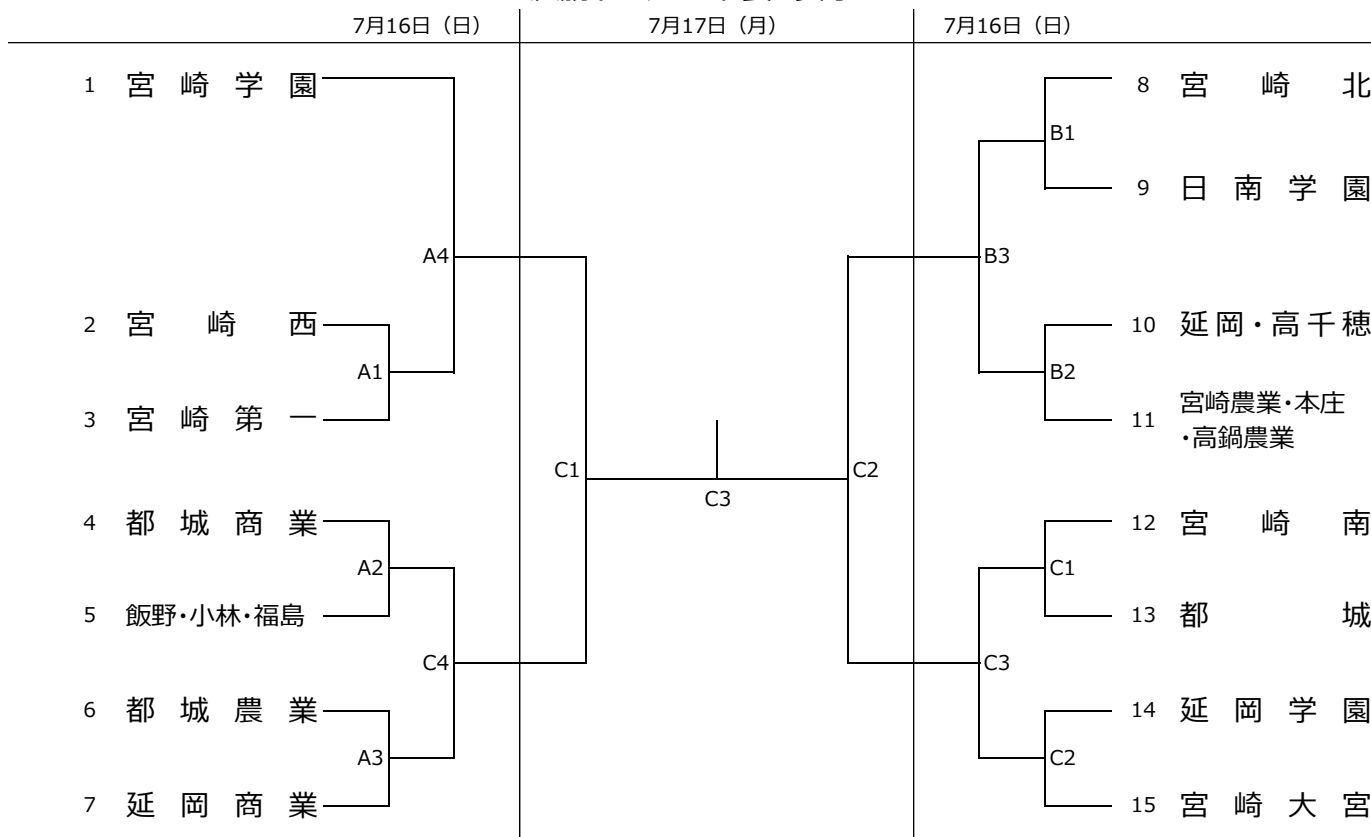 7月16日（日）
7月17日（月）
7月16日（日）
1 宮崎学園
8 宮崎北
B1
9 日南学園
A4
B3
2 宮崎西
10 延岡・高千穂
A1
B2
3 宮崎第一
11 宮崎農業・本庄
・高鍋農業
C1
C2
C3
4 都城商業
12 宮崎南
A2
C1
5 飯野・小林・福島
13 都城
C4
C3
6 都城農業
14 延岡学園
A3
C2
7 延岡商業
15 宮崎大宮